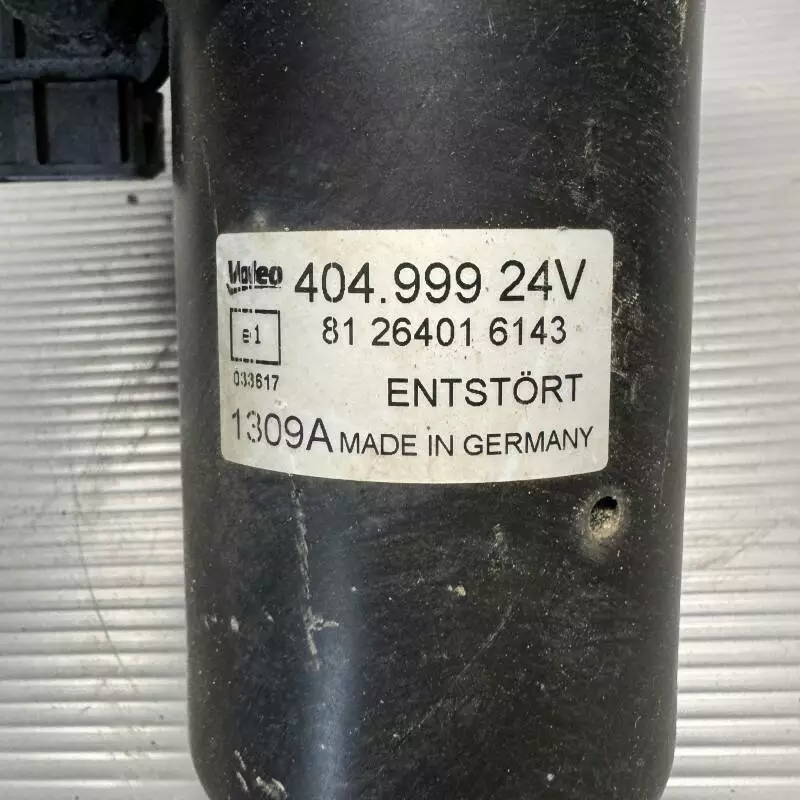 Valeo 404.999 24V
e1 81 26401 6143
033617 ENTSTÖRT
1309A MADE IN GERMANY